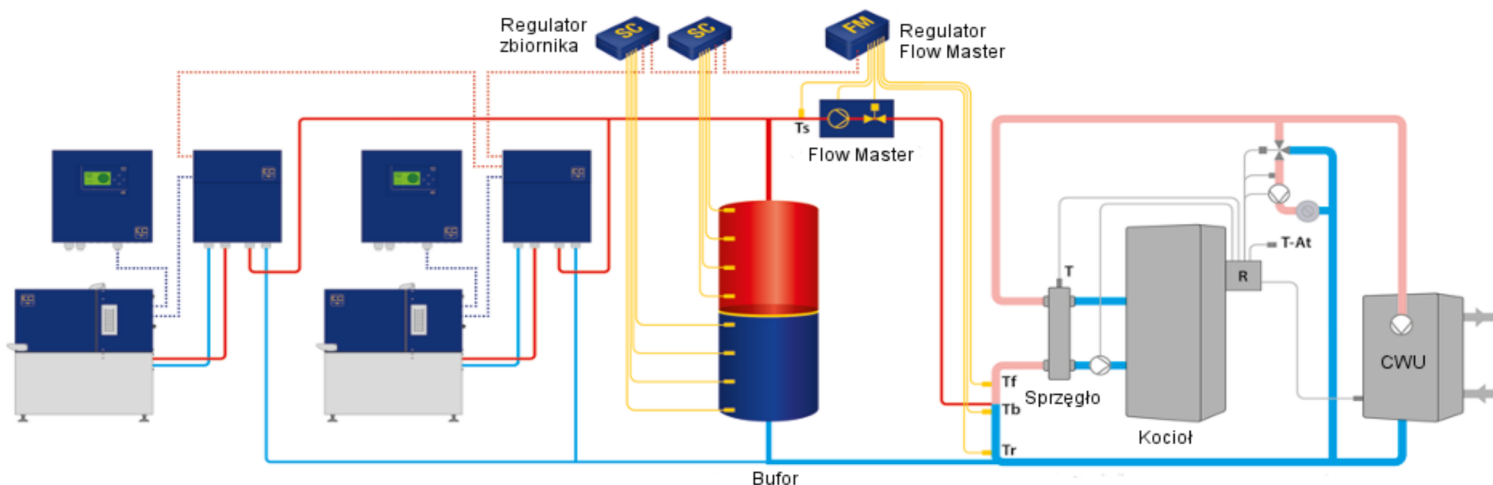 Regulator
zbiornika
SC
SC
FM
Regulator
Flow Master
Ts
Flow Master
T-At
T
R
CWU
Tf
Sprzęgło
Tb
Kocioł
Tr
Bufor